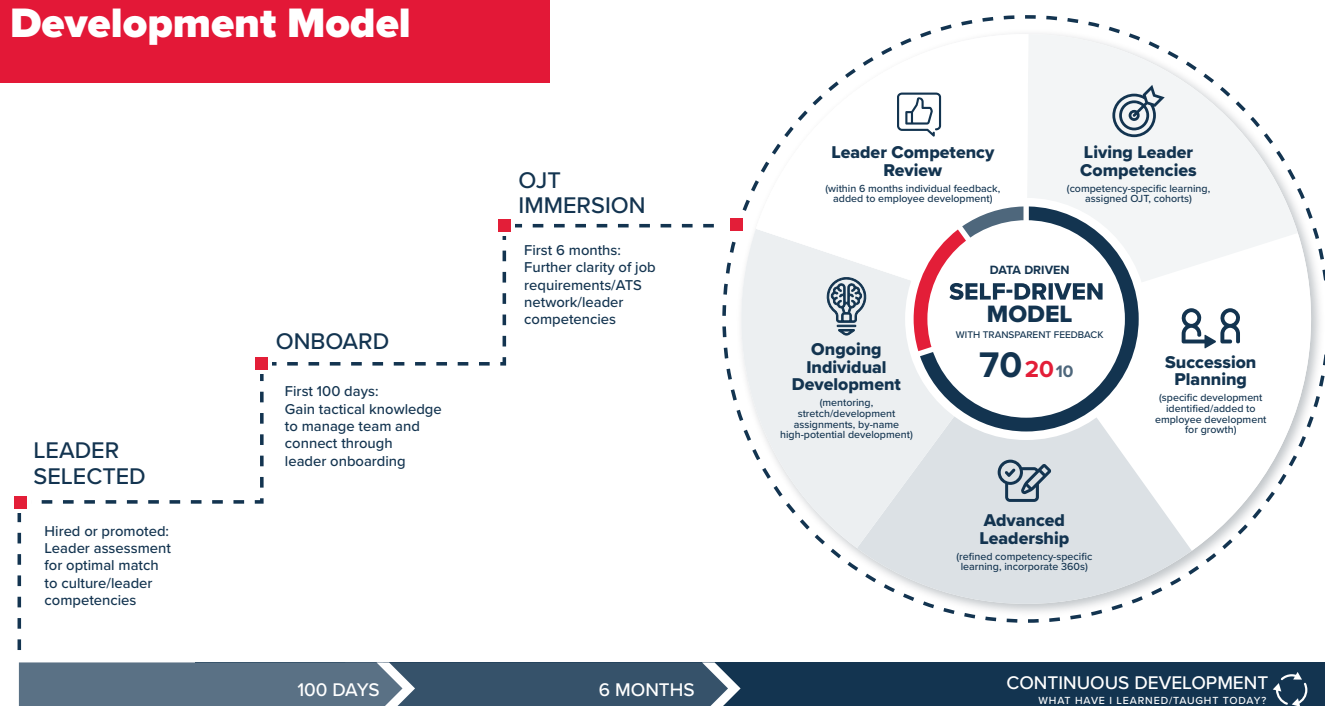 Development Model
LEADER
SELECTED
Hired or promoted:
Leader assessment
for optimal match
to culture/leader
competencies
ONBOARD
First 100 days:
Gain tactical knowledge
to manage team and
connect through
leader onboarding
OJT
IMMERSION
First 6 months:
Further clarity of job
requirements/ATS
network/leader
competencies
Leader Competency
Review
(within 6 months individual feedback,
added to employee development)
Living Leader
Competencies
(competency-specific learning,
assigned OJT, cohorts)
Succession
Planning
(specific development
identified/added to
employee development
for growth)
Advanced
Leadership
(refined competency-specific
learning, incorporate 360s)
Ongoing
Individual
Development
(mentoring,
stretch/development
assignments, by-name
high-potential development)
DATA DRIVEN
SELF-DRIVEN
MODEL
WITH TRANSPARENT FEEDBACK
70 20 10
100 DAYS
6 MONTHS
CONTINUOUS DEVELOPMENT
WHAT HAVE I LEARNED/TAUGHT TODAY?